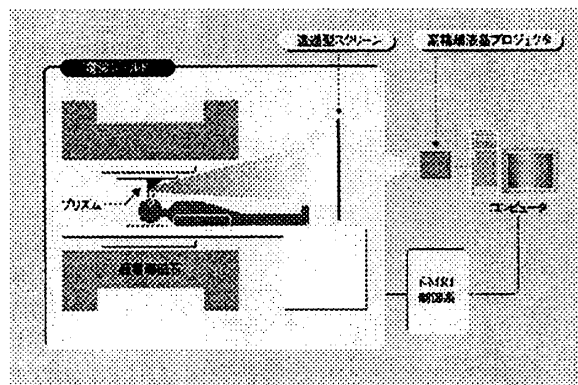 透過型スクリーン
高精細液晶プロジェクタ
プリズム
コンピュータ
f-MRI
制御系